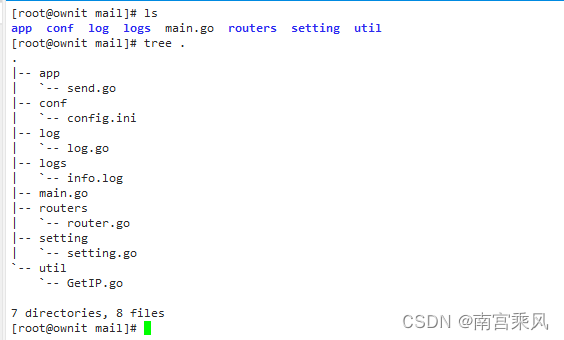 [root@ownit mail]# ls
app  conf  log  logs  main.go  routers  setting  util
[root@ownit mail]# tree .
.
|-- app
|   `-- send.go
|-- conf
|   `-- config.ini
|-- log
|   `-- log.go
|-- logs
|   `-- info.log
|-- main.go
|-- routers
|   `-- router.go
|-- setting
|   `-- setting.go
`-- util
    `-- GetIP.go

7 directories, 8 files
[root@ownit mail]#
CSDN @南宫乘风